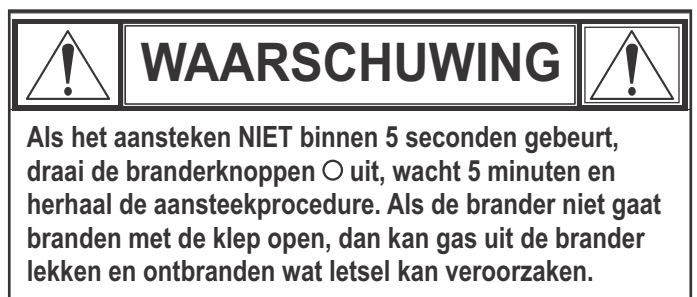 WAARSCHUWING
Als het aansteken NIET binnen 5 seconden gebeurt,
draai de branderknoppen O uit, wacht 5 minuten en
herhaal de aansteekprocedure. Als de brander niet gaat
branden met de klep open, dan kan gas uit de brander
lekken en ontbranden wat letsel kan veroorzaken.